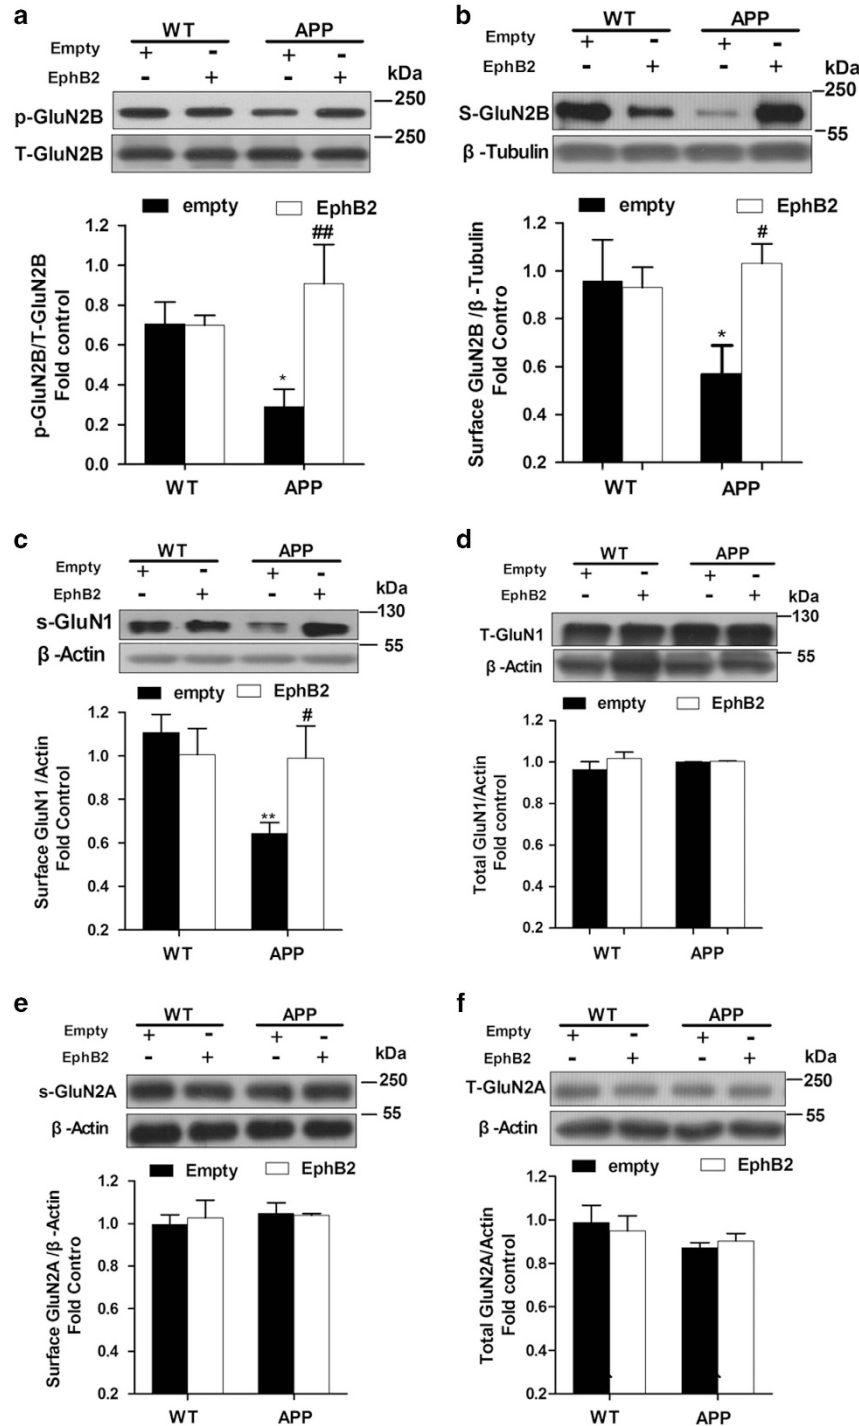 a
WT APP
Empty + - + -
EphB2 - + - + kDa
p-GluN2B 250
T-GluN2B 250
empty EphB2
p-GluN2B/T-GluN2B
Fold control
1.2
1.0
0.8
0.6
0.4
0.2
0.0
*
##
WT APP
b
WT APP
Empty + - + -
EphB2 - + - + kDa
S-GluN2B 250
55
β -Tubulin
empty EphB2
Surface GluN2B /β -Tubulin
Fold Contro
1.2
1.0
0.8
0.6
0.4
0.2
*
#
WT APP
c
WT APP
Empty + - + -
EphB2 - + - + kDa
s-GluN1 130
β -Actin 55
empty EphB2
Surface GluN1 /Actin
Fold Control
1.2
1.0
0.8
0.6
0.4
0.2
**
#
WT APP
d
WT APP
Empty + - + -
EphB2 - + - + kDa
T-GluN1 130
β -Actin 55
empty EphB2
Total GluN1/Actin
Fold control
1.2
1.0
0.8
0.6
0.4
0.2
WT APP
e
WT APP
Empty + - + -
EphB2 - + - + kDa
s-GluN2A 250
β -Actin 55
Empty EphB2
Surface GluN2A /β -Actin
Fold Contro
1.2
1.0
0.8
0.6
0.4
0.2
WT APP
f
WT APP
Empty + - + -
EphB2 - + - + kDa
T-GluN2A 250
β -Actin 55
empty EphB2
Total GluN2A/Actin
Fold control
1.2
1.0
0.8
0.6
0.4
0.2
WT APP